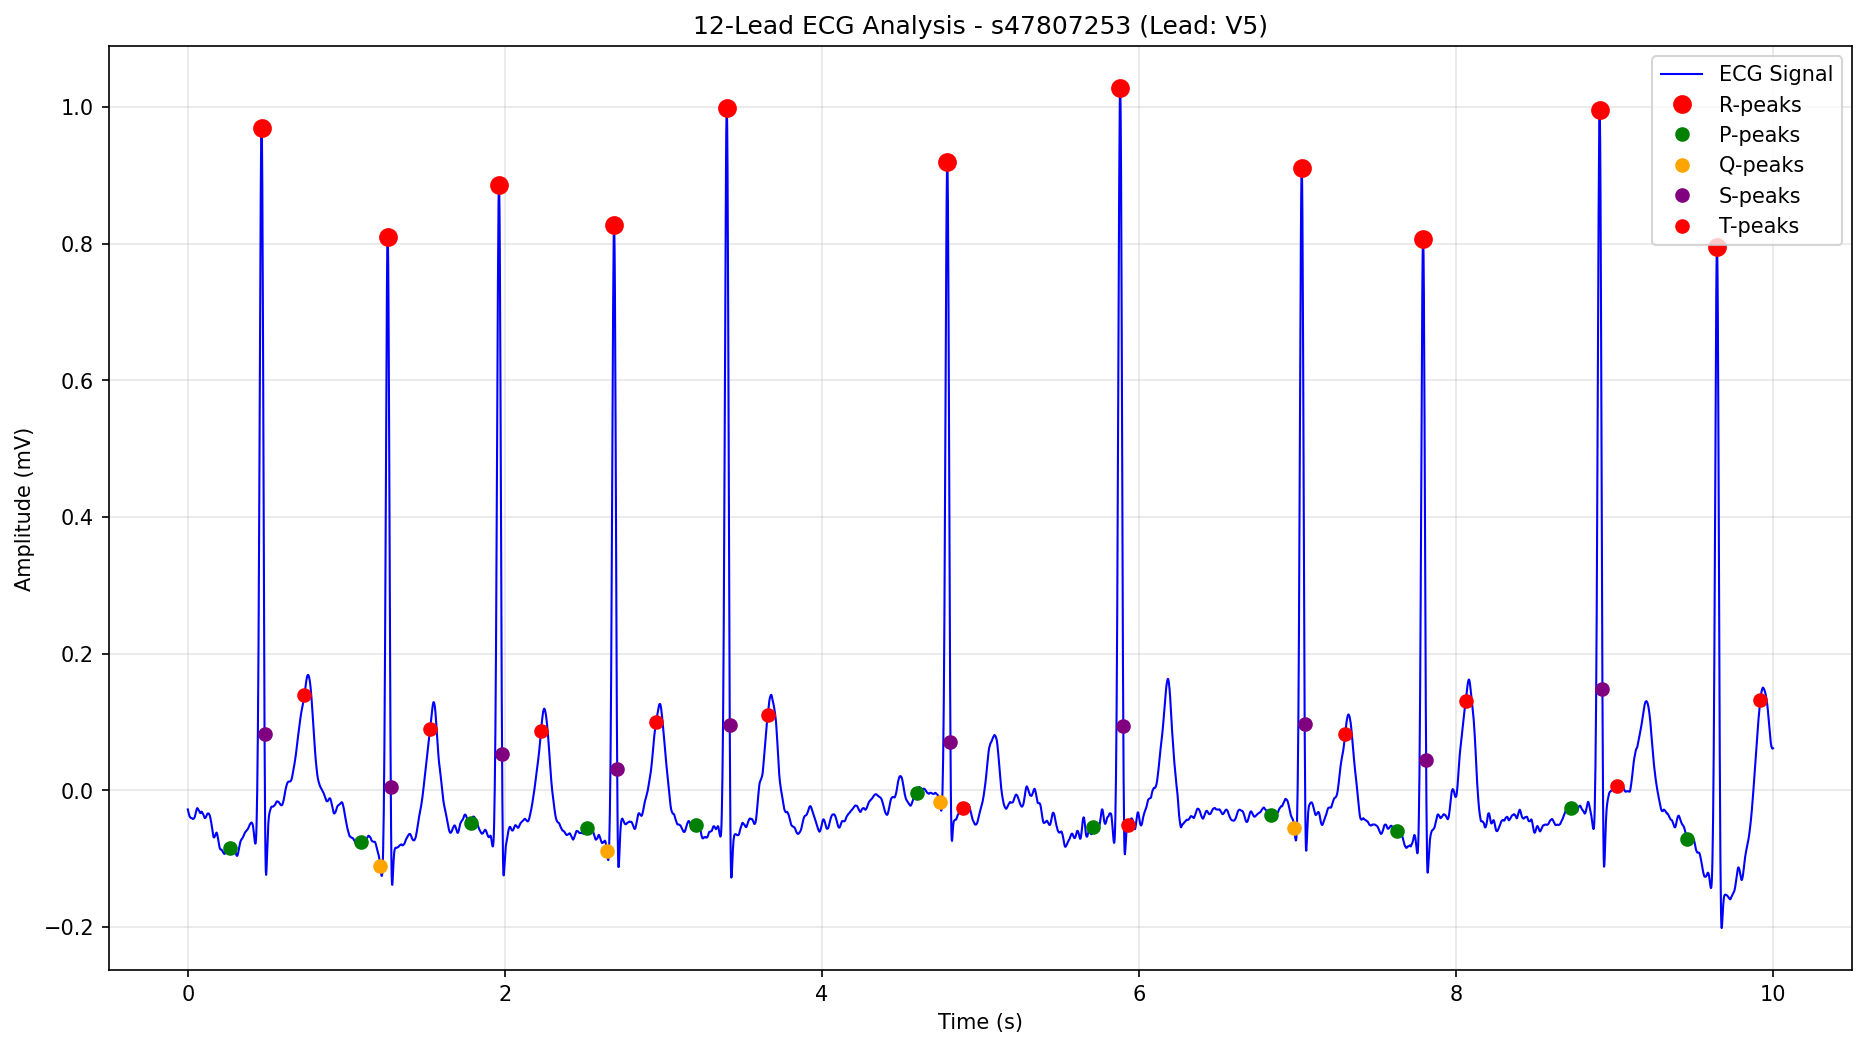 12-Lead ECG Analysis - s47807253 (Lead: V5)
ECG Signal
R-peaks
P-peaks
Q-peaks
S-peaks
T-peaks
Amplitude (mV)
1.0
0.8
0.6
0.4
0.2
0.0
−0.2
0 2 4 6 8 10
Time (s)